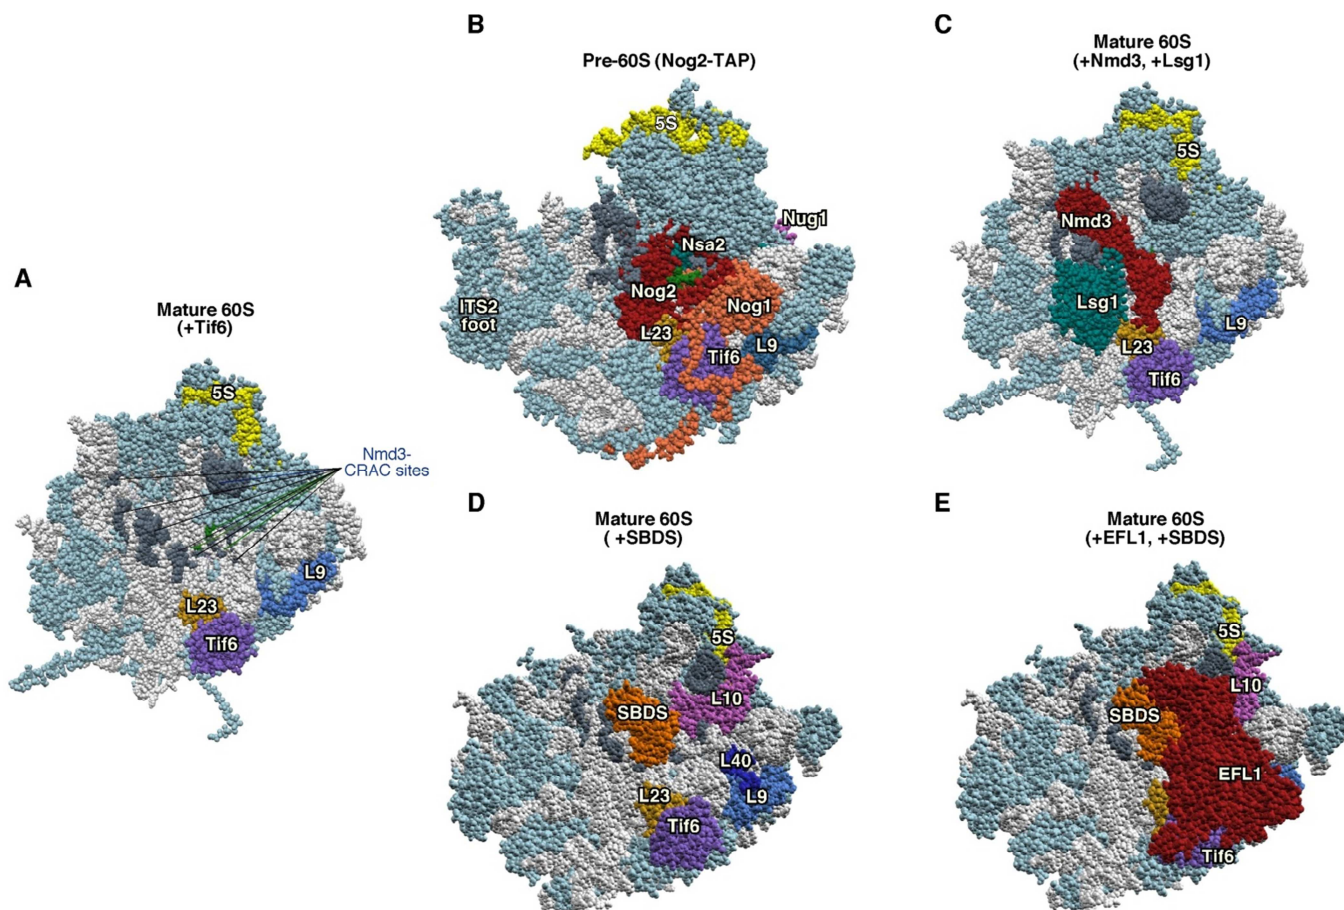 A
Mature 60S
(+Tif6)
5S
Nmd3-
CRAC sites
L9
L23
Tif6
B
Pre-60S (Nog2-TAP)
5S
Nug1
Nsa2
Nog2
Nog1
ITS2
foot
L23
Tif6
L9
C
Mature 60S
(+Nmd3, +Lsg1)
5S
Nmd3
Lsg1
L9
L23
Tif6
D
Mature 60S
( +SBDS)
5S
L10
SBDS
L40
L23
L9
Tif6
E
Mature 60S
(+EFL1, +SBDS)
5S
L10
SBDS
EFL1
Tif6